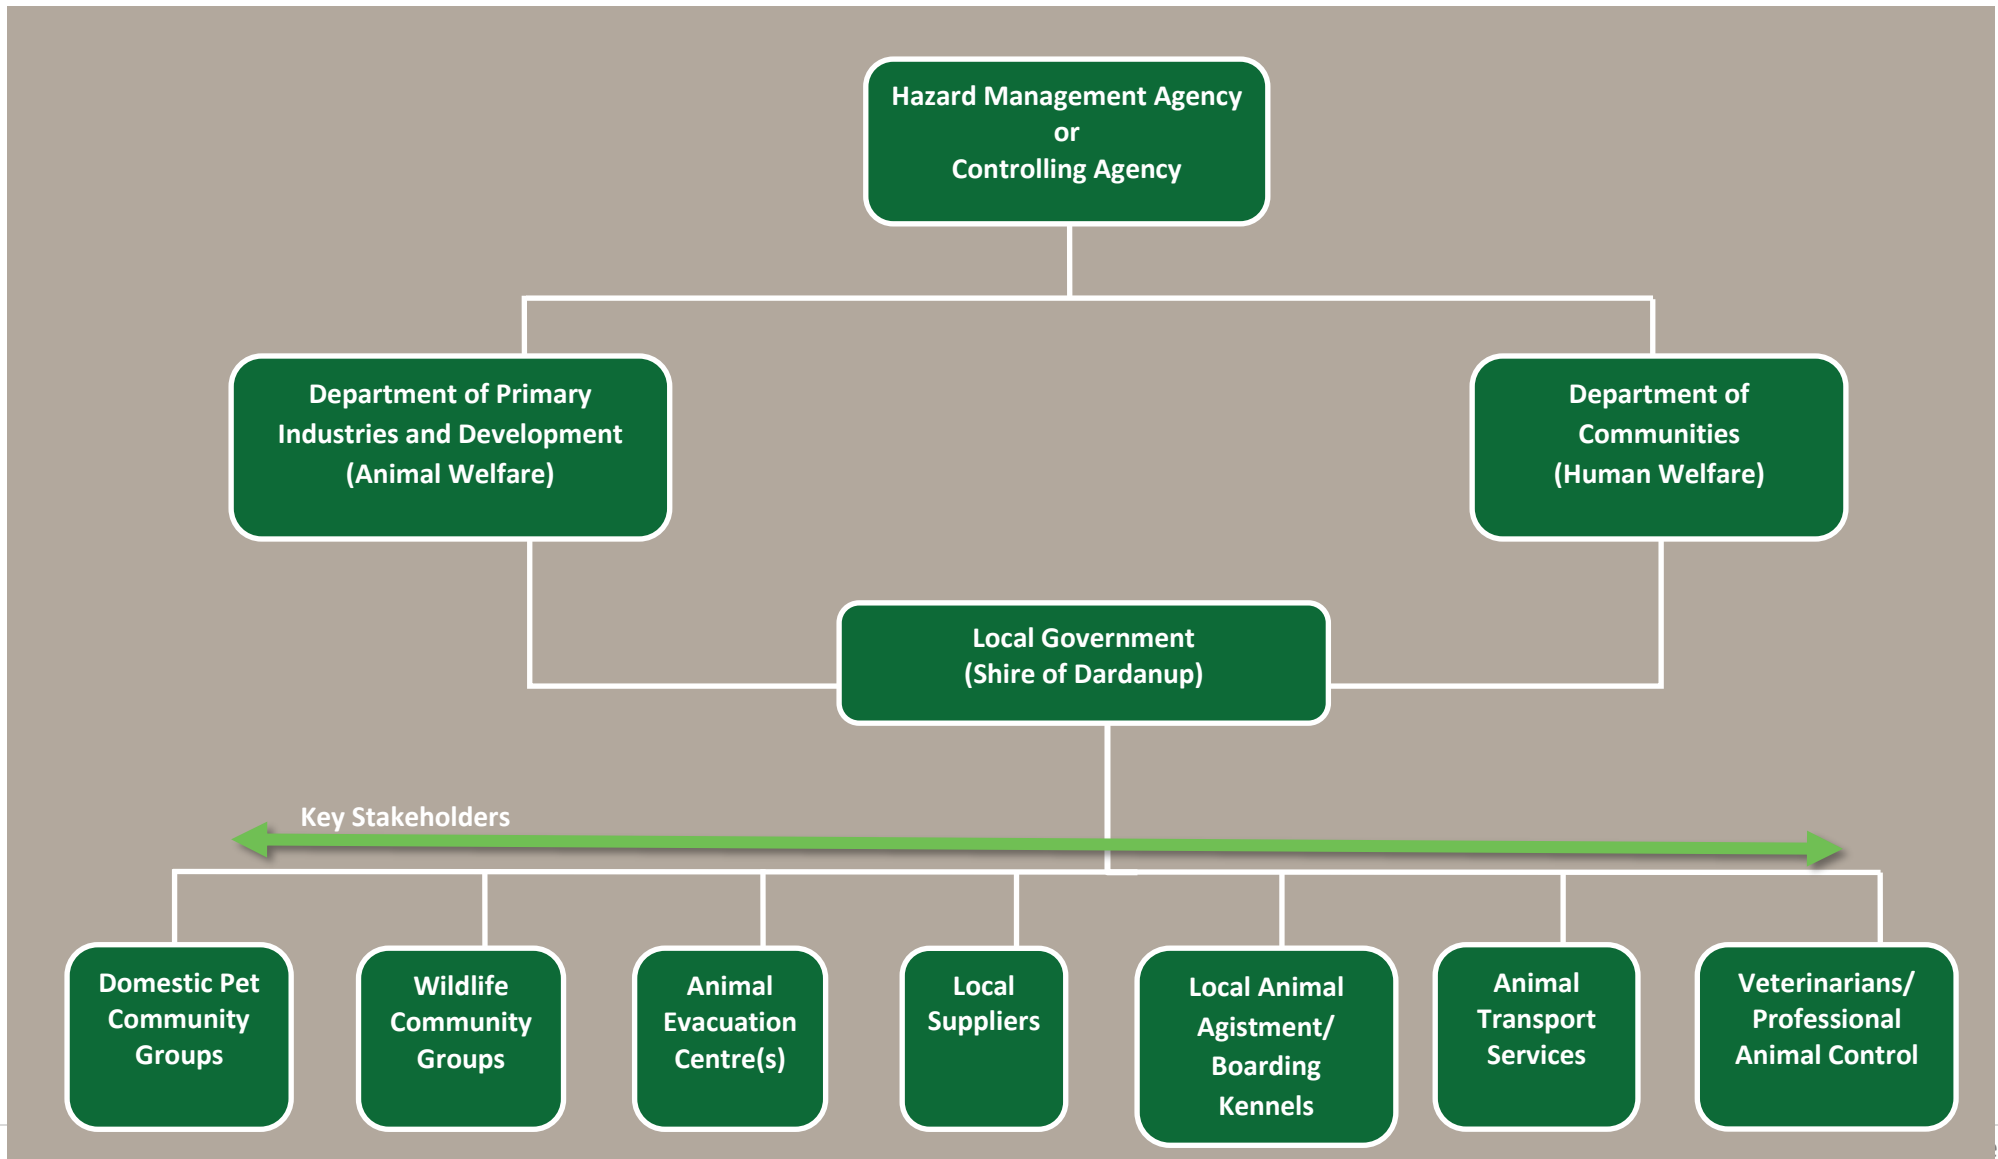 Hazard Management Agency
or
Controlling Agency
Department of Primary
Industries and Development
(Animal Welfare)
Department of
Communities
(Human Welfare)
Local Government
(Shire of Dardanup)
Key Stakeholders
Domestic Pet
Community
Groups
Wildlife
Community
Groups
Animal
Evacuation
Centre(s)
Local
Suppliers
Local Animal
Agistment/
Boarding
Kennels
Animal
Transport
Services
Veterinarians/
Professional
Animal Control